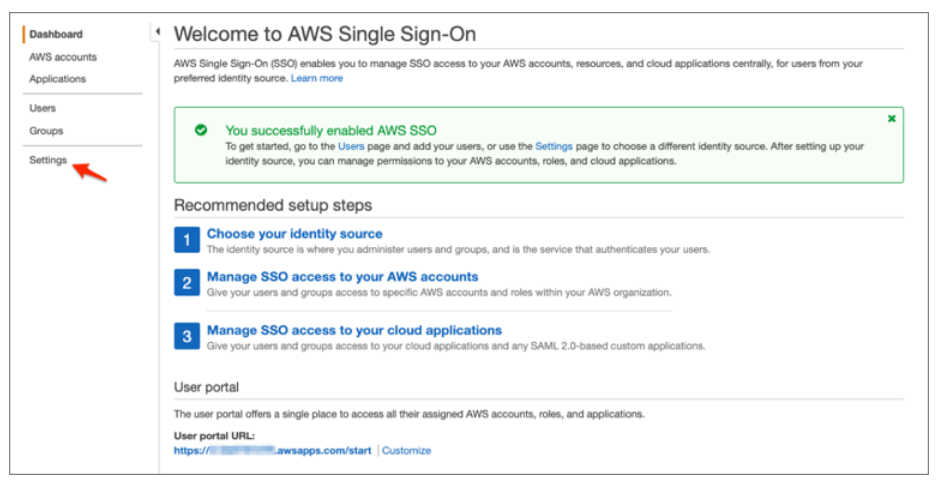 Dashboard
AWS accounts
Applications
Users
Groups
Settings
Welcome to AWS Single Sign-On
AWS Single Sign-On (SSO) enables you to manage SSO access to your AWS accounts, resources, and cloud applications centrally, for users from your
preferred identity source. Learn more
You successfully enabled AWS SSO
To get started, go to the Users page and add your users, or use the Settings page to choose a different identity source. After setting up your
identity source, you can manage permissions to your AWS accounts, roles, and cloud applications.
Recommended setup steps
1 Choose your identity source
The identity source is where you administer users and groups, and is the service that authenticates your users.
2 Manage SSO access to your AWS accounts
Give your users and groups access to specific AWS accounts and roles within your AWS organization.
3 Manage SSO access to your cloud applications
Give your users and groups access to your cloud applications and any SAML 2.0-based custom applications.
User portal
The user portal offers a single place to access all their assigned AWS accounts, roles, and applications.
User portal URL:
https:// .awsapps.com/start | Customize